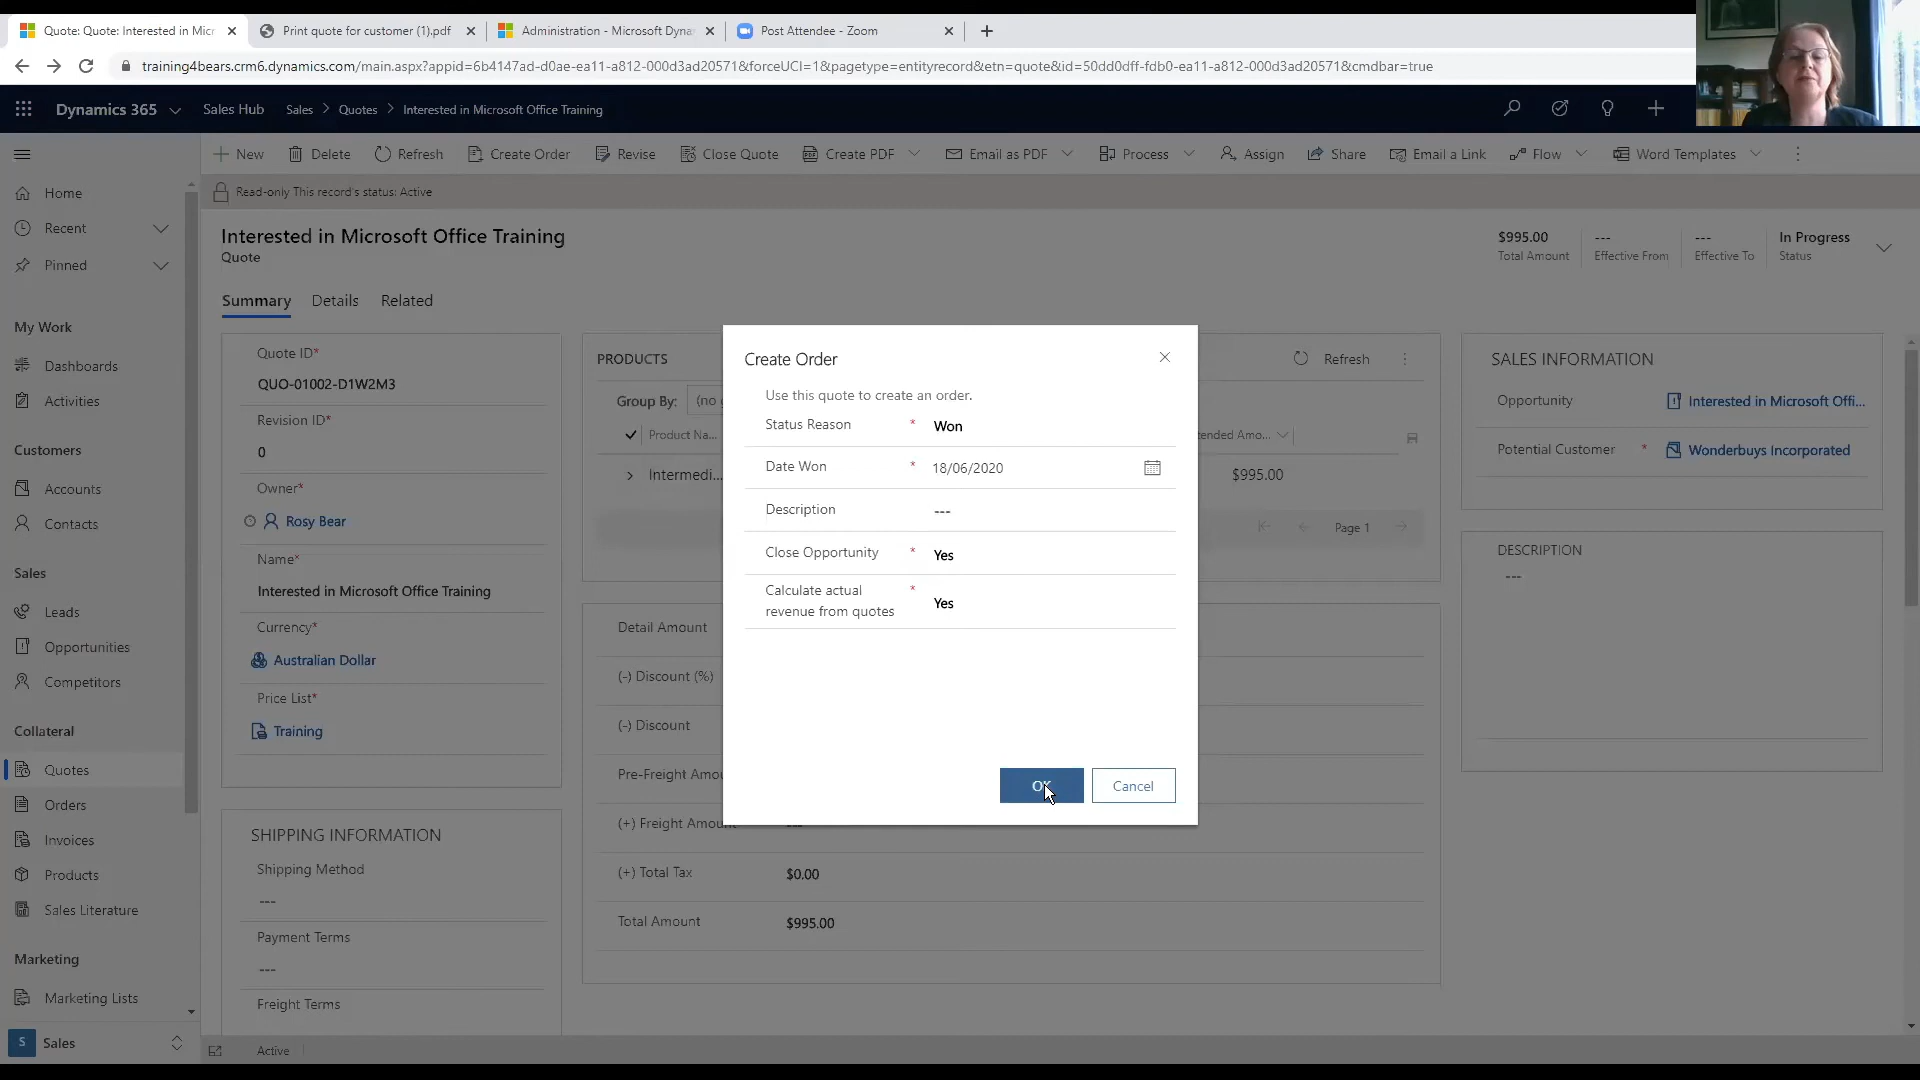 Quote: Quote: Interested in Micr
Print quote for customer (1).pdf
Administration - Microsoft Dyna
Post Attendee - Zoom
training4bears.crm6.dynamics.com/main.aspx?appid=6b4147ad-d0ae-ea11-a812-000d3ad20571&forceUCI=1&pagetype=entityrecord&etn=quote&id=50dd0dff-fdb0-ea11-a812-000d3ad20571&cmdbar=true
Dynamics 365
Sales Hub
Sales > Quotes > Interested in Microsoft Office Training
New
Delete
Refresh
Create Order
Revise
Close Quote
Create PDF
Email as PDF
Process
Assign
Share
Email a Link
Flow
Word Templates
Read-only This record's status: Active
Home
Recent
Pinned
My Work
Dashboards
Activities
Customers
Accounts
Contacts
Sales
Leads
Opportunities
Competitors
Collateral
Quotes
Orders
Invoices
Products
Sales Literature
Marketing
Marketing Lists
S Sales
Interested in Microsoft Office Training
Quote
$995.00
Total Amount
---
Effective From
---
Effective To
In Progress
Status
Summary
Details
Related
Quote ID*
QUO-01002-D1W2M3
Revision ID*
0
Owner*
Rosy Bear
Name*
Interested in Microsoft Office Training
Currency*
Australian Dollar
Price List*
Training
SHIPPING INFORMATION
Shipping Method
---
Payment Terms
---
Freight Terms
PRODUCTS
Refresh
Group By:
(no g
Product Na...
tended Amo...
Intermedi...
$995.00
Page 1
Detail Amount
(-) Discount (%)
(-) Discount
Pre-Freight Amou
(+) Freight Amount
---
(+) Total Tax
$0.00
Total Amount
$995.00
Create Order
Use this quote to create an order.
Status Reason * Won
Date Won * 18/06/2020
Description ---
Close Opportunity * Yes
Calculate actual
revenue from quotes * Yes
OK
Cancel
SALES INFORMATION
Opportunity
Interested in Microsoft Offi...
Potential Customer *
Wonderbuys Incorporated
DESCRIPTION
---
Active